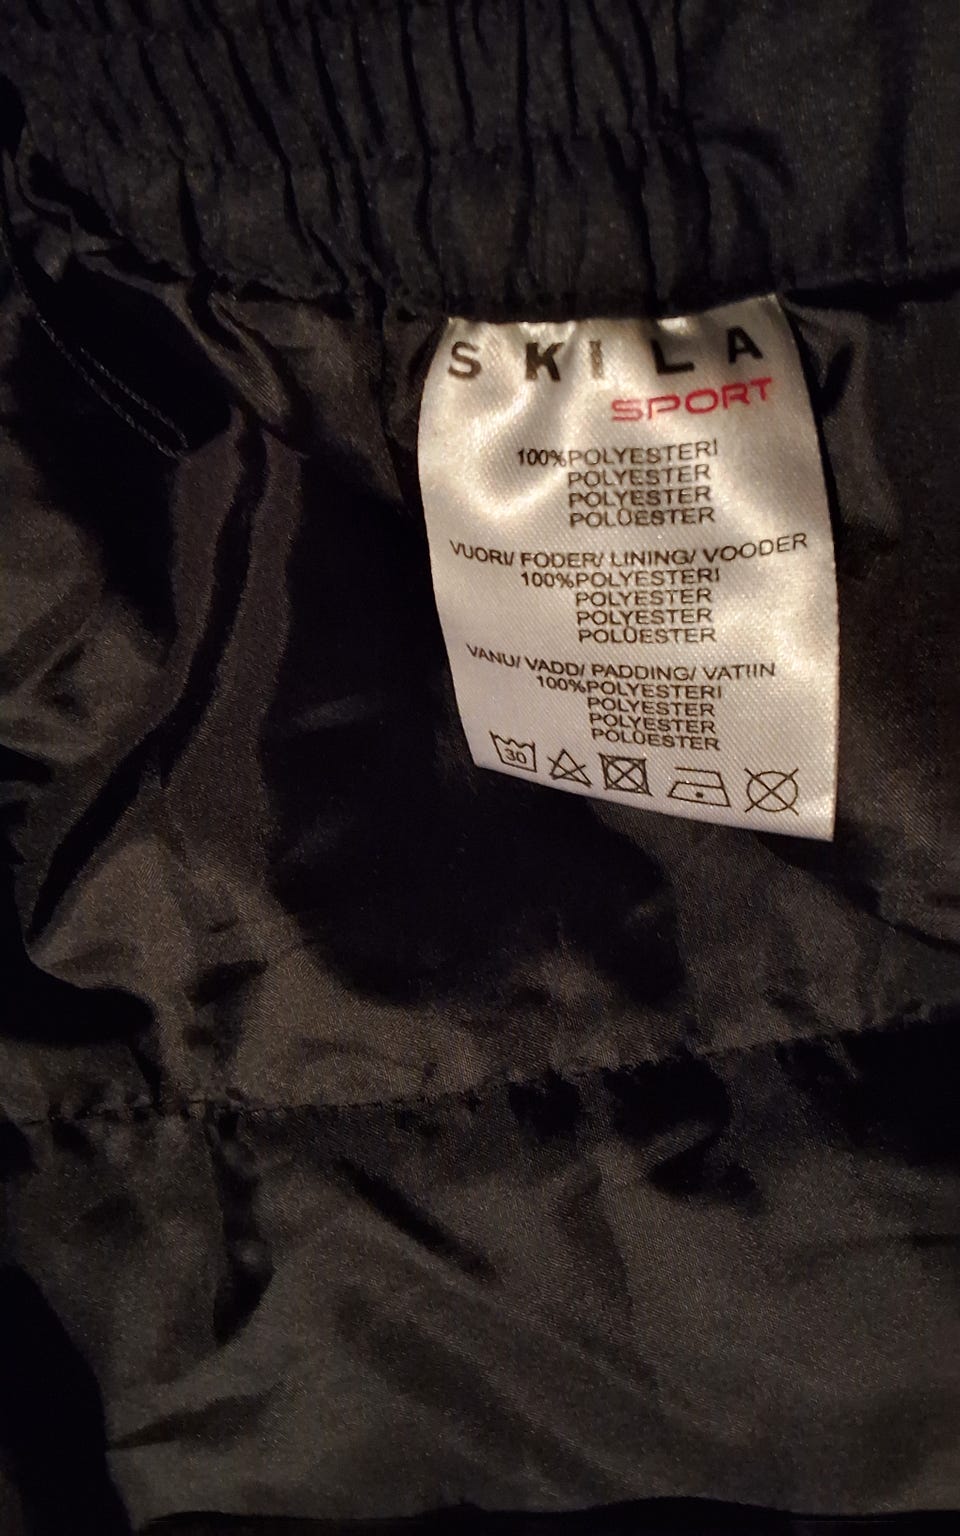 SKILA
SPORT
100%POLYESTERI
POLYESTER
POLYESTER
POLÜESTER
VUORI/ FODER/ LINING/ VOODER
100%POLYESTERI
POLYESTER
POLYESTER
POLÜESTER
VANU/ VADD/ PADDING/ VATIIN
100%POLYESTERI
POLYESTER
POLYESTER
POLÜESTER
30